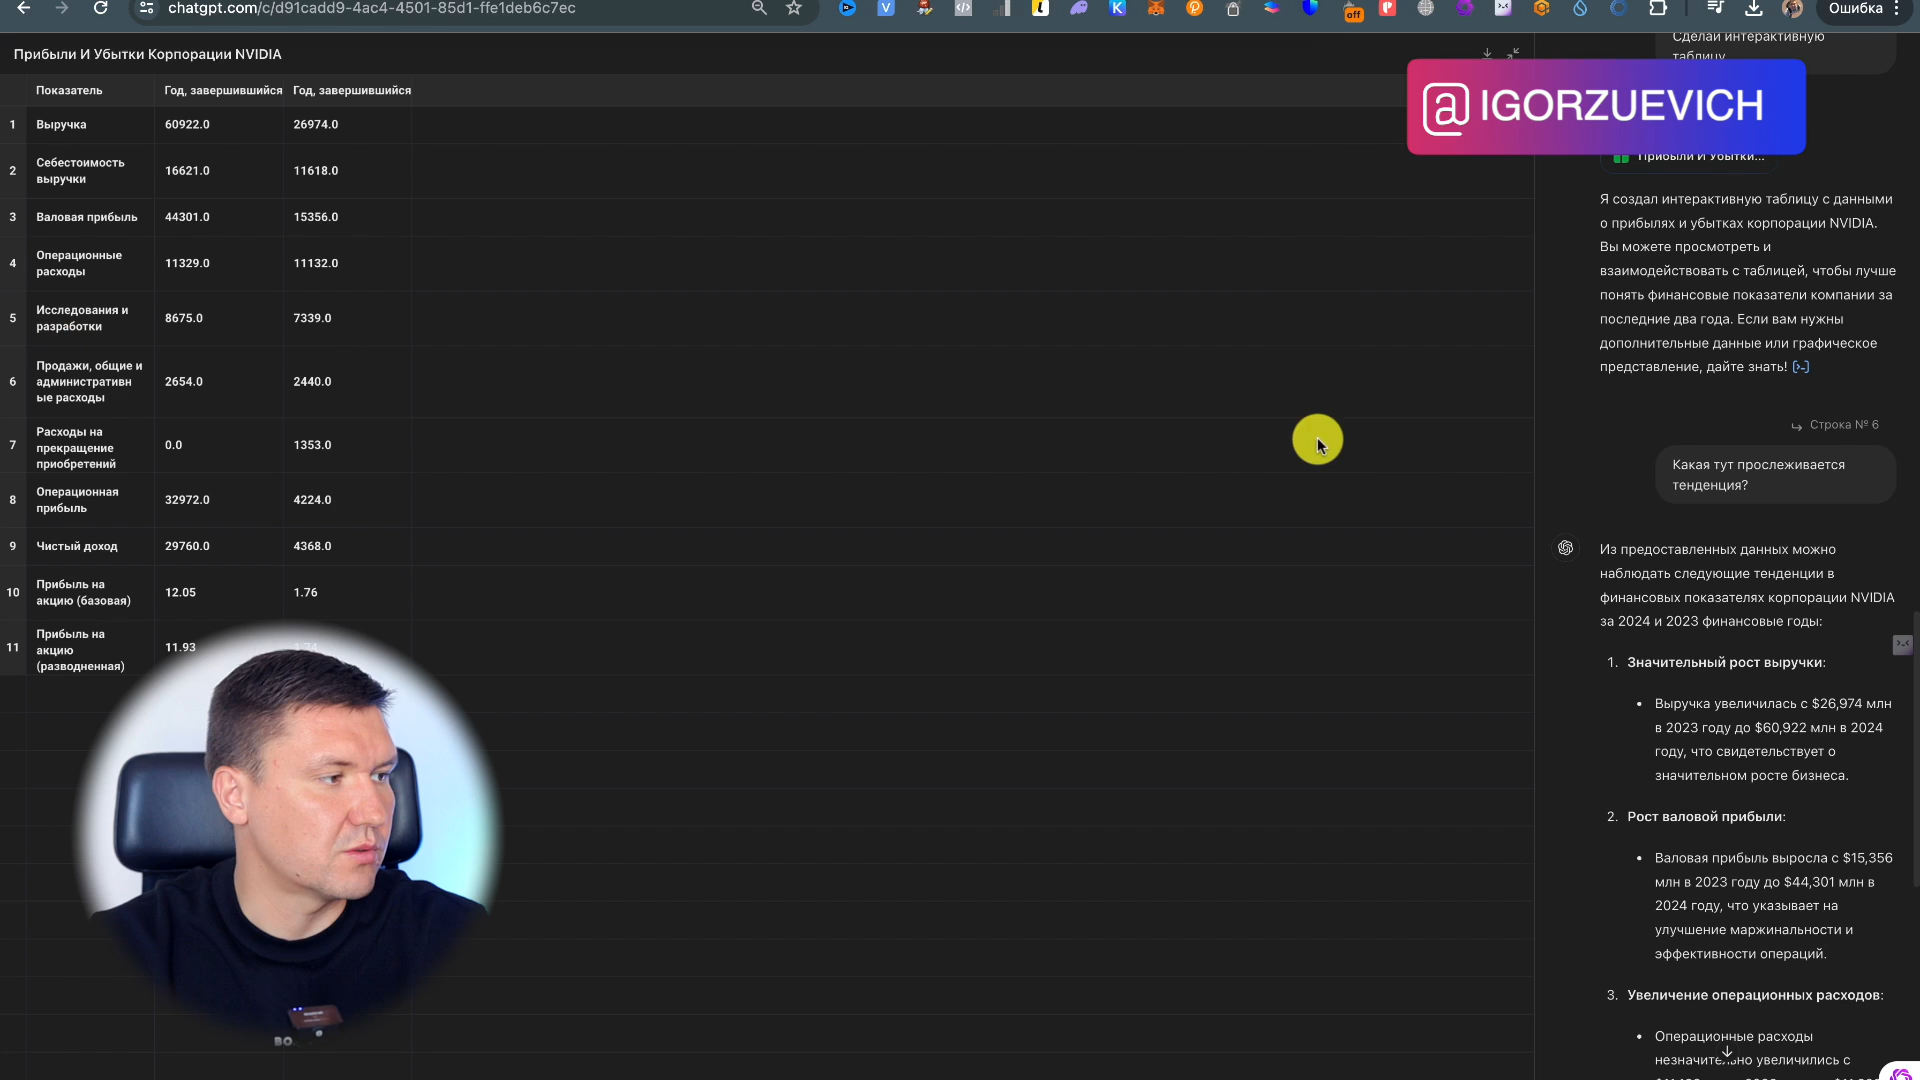 chatgpt.com/c/d91cadd9-4ac4-4501-85d1-ffe1deb6c7ec
off
Ошибка
Прибыли И Убытки Корпорации NVIDIA
Показатель
Год, завершившийся
Год, завершившийся
1
Выручка
60922.0
26974.0
2
Себестоимость
выручки
16621.0
11618.0
3
Валовая прибыль
44301.0
15356.0
4
Операционные
расходы
11329.0
11132.0
5
Исследования и
разработки
8675.0
7339.0
6
Продажи, общие и
административн
ые расходы
2654.0
2440.0
7
Расходы на
прекращение
приобретений
0.0
1353.0
8
Операционная
прибыль
32972.0
4224.0
9
Чистый доход
29760.0
4368.0
10
Прибыль на
акцию (базовая)
12.05
1.76
11
Прибыль на
акцию
(разводненная)
11.93
Сделай интерактивную
таблицу
@IGORZUEVICH
Прибыли И Убытки...
Я создал интерактивную таблицу с данными
о прибылях и убытках корпорации NVIDIA.
Вы можете просмотреть и
взаимодействовать с таблицей, чтобы лучше
понять финансовые показатели компании за
последние два года. Если вам нужны
дополнительные данные или графическое
представление, дайте знать!
Строка № 6
Какая тут прослеживается
тенденция?
Из предоставленных данных можно
наблюдать следующие тенденции в
финансовых показателях корпорации NVIDIA
за 2024 и 2023 финансовые годы:
1. Значительный рост выручки:
• Выручка увеличилась с $26,974 млн
в 2023 году до $60,922 млн в 2024
году, что свидетельствует о
значительном росте бизнеса.
2. Рост валовой прибыли:
• Валовая прибыль выросла с $15,356
млн в 2023 году до $44,301 млн в
2024 году, что указывает на
улучшение маржинальности и
эффективности операций.
3. Увеличение операционных расходов:
• Операционные расходы
незначительно увеличились с